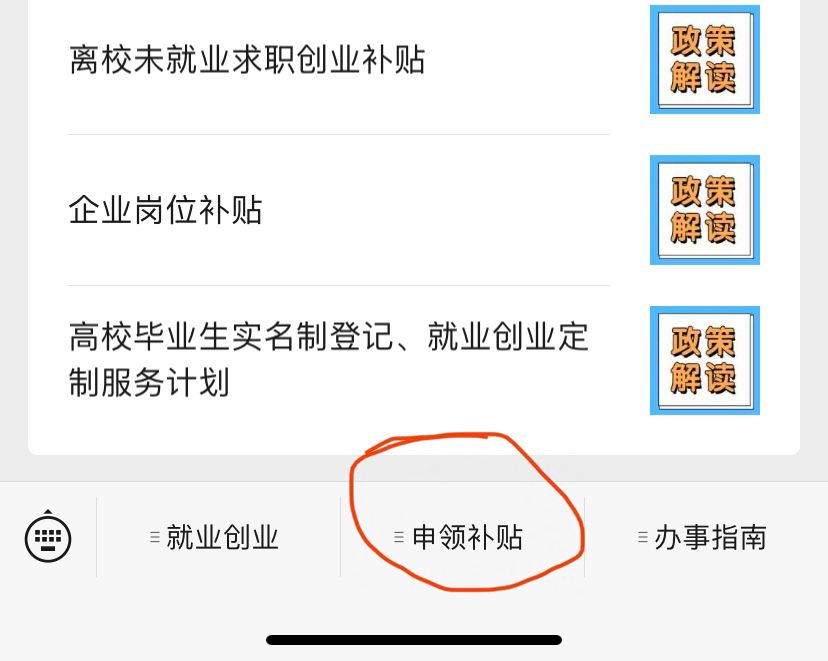 离校未就业求职创业补贴
政策
解读
企业岗位补贴
政策
解读
高校毕业生实名制登记、就业创业定
制服务计划
政策
解读
就业创业
申领补贴
办事指南